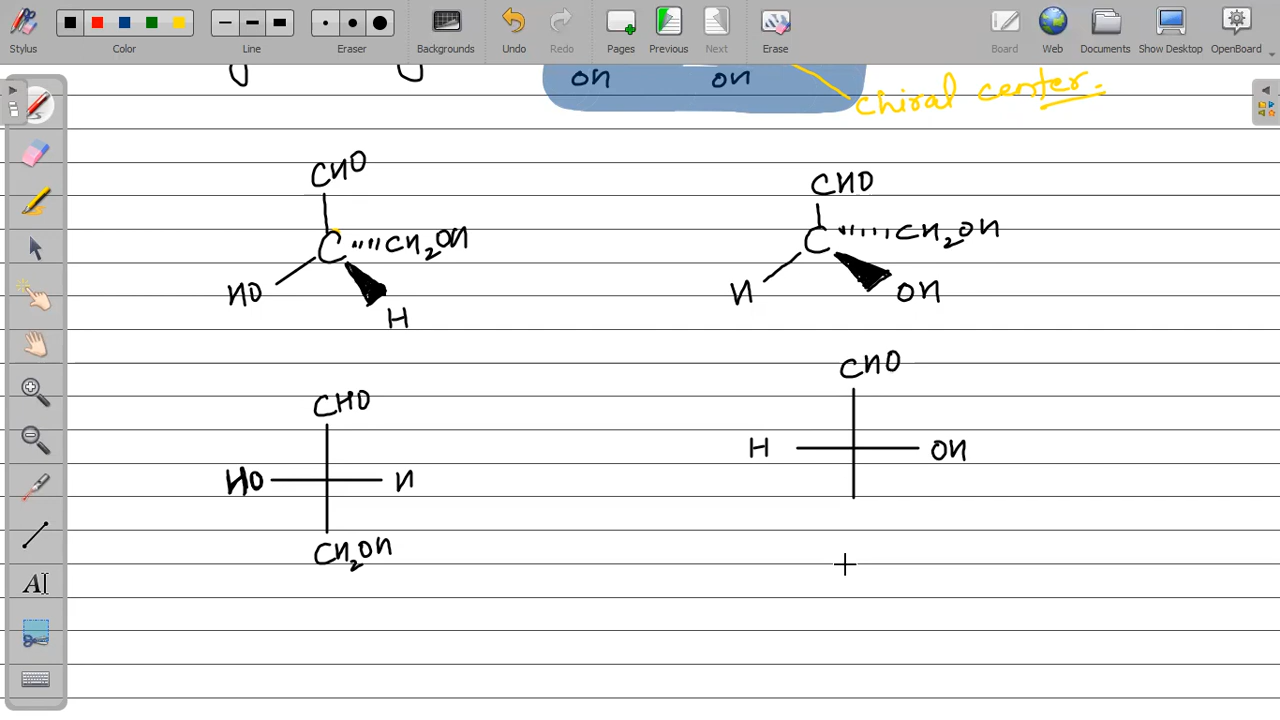 Stylus Color Line Eraser Backgrounds Undo Redo Pages Previous Next Erase Board Web Documents Show Desktop OpenBoard
OH OH
chiral center.
CHO CHO
C CH2OH C CH2OH
HO H H OH
CHO
CHO
H OH
HO H
CH2OH
AI